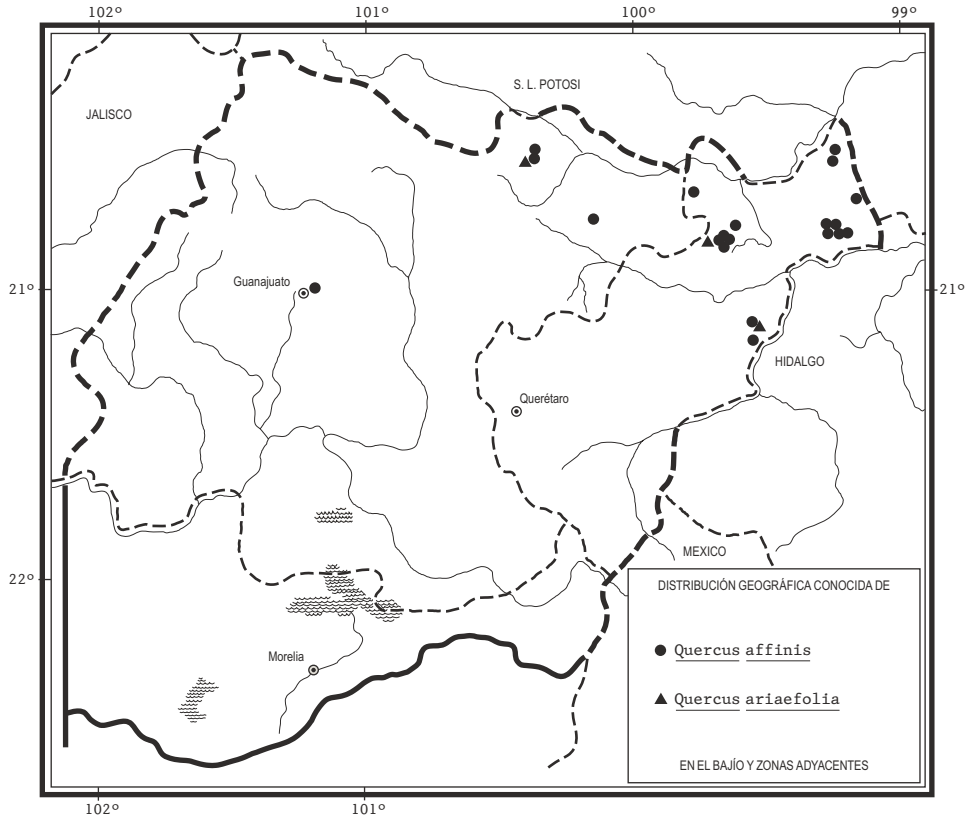 102º 101º 100º 99º
S. L. POTOSI
JALISCO
Guanajuato
21º 21º
HIDALGO
Querétaro
MEXICO
22º
DISTRIBUCIÓN GEOGRÁFICA CONOCIDA DE
Quercus affinis
Morelia
Quercus ariaefolia
EN EL BAJÍO Y ZONAS ADYACENTES
102º 101º